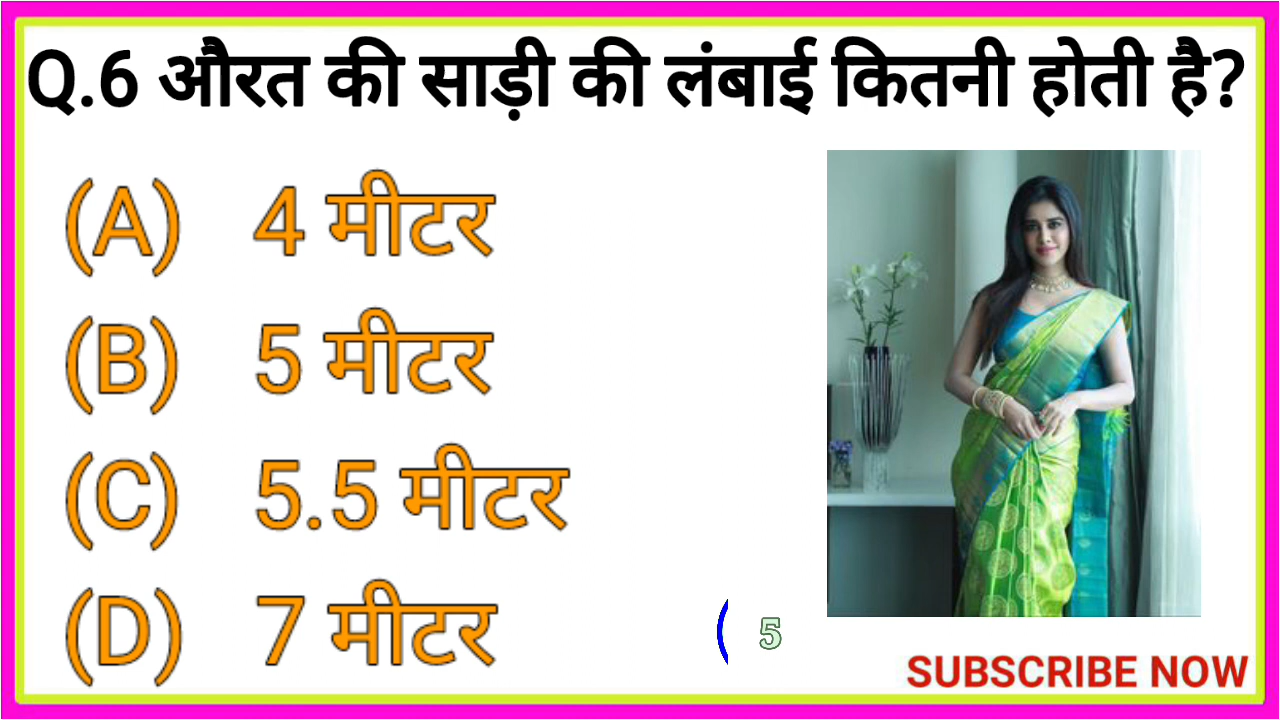 Q.6 औरत की साड़ी की लंबाई कितनी होती है?
(A) 4 मीटर
(B) 5 मीटर
(C) 5.5 मीटर
(D) 7 मीटर
( 5
SUBSCRIBE NOW